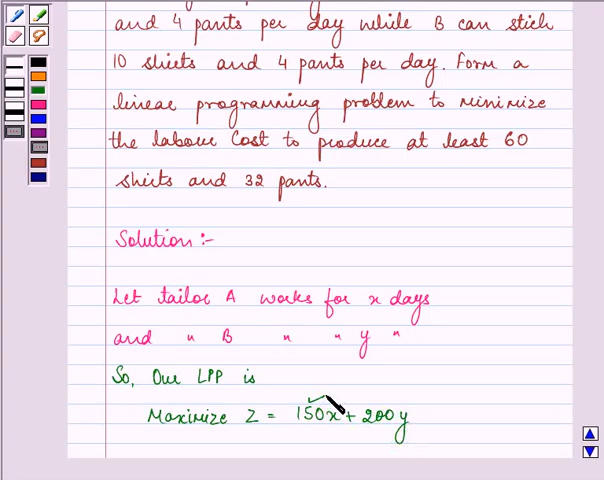 and 4 pants per day while B can stich
10 shirts and 4 pants per day. Form a
linear programming problem to minimize
the labour Cost to produce at least 60
shirts and 32 pants.
Solution :-
Let tailor A works for x days
and " B " " y "
So, Our LPP is
Maximize Z = 150x + 200y